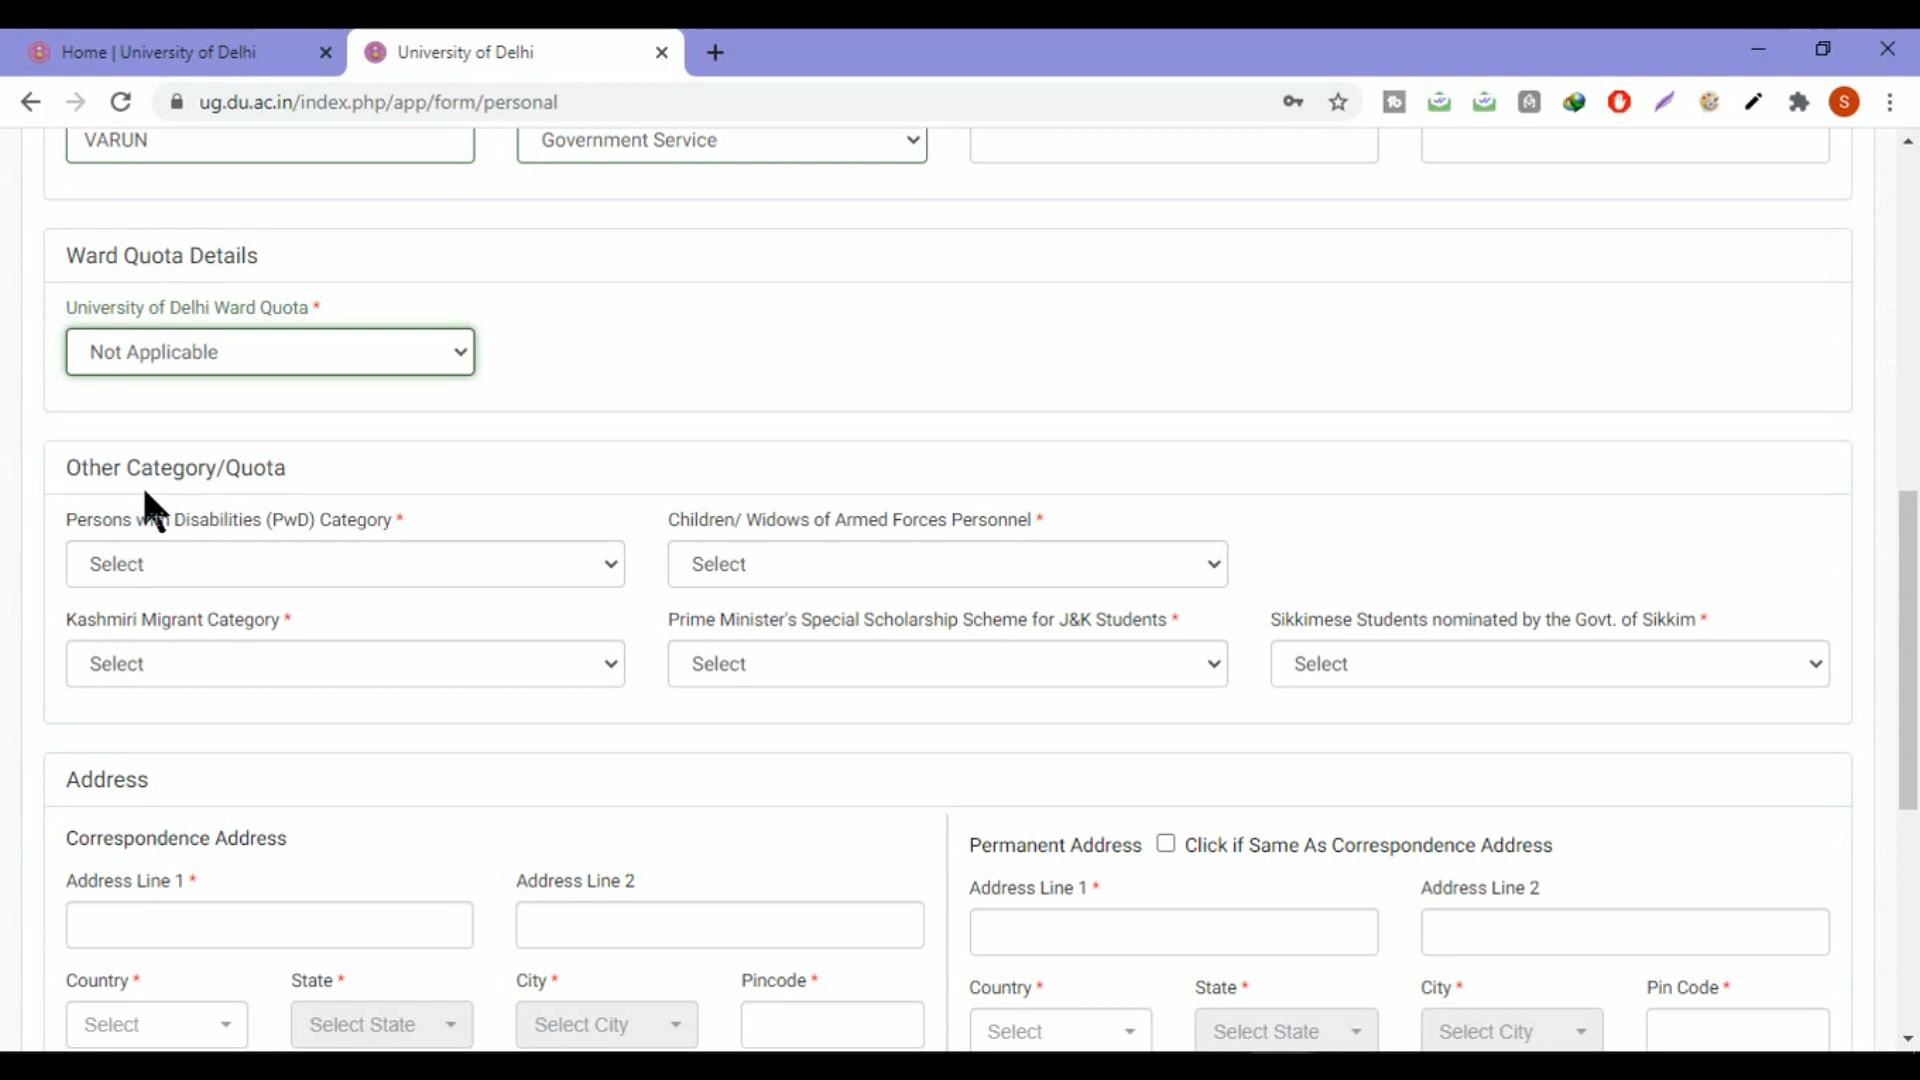 Home | University of Delhi
University of Delhi
ug.du.ac.in/index.php/app/form/personal
S
VARUN
Government Service
Ward Quota Details
University of Delhi Ward Quota *
Not Applicable
Other Category/Quota
Persons with Disabilities (PwD) Category *
Children/ Widows of Armed Forces Personnel *
Select
Select
Kashmiri Migrant Category *
Prime Minister's Special Scholarship Scheme for J&K Students *
Sikkimese Students nominated by the Govt. of Sikkim *
Select
Select
Select
Address
Correspondence Address
Permanent Address Click if Same As Correspondence Address
Address Line 1 *
Address Line 2
Address Line 1 *
Address Line 2
Country *
State *
City *
Pincode *
Country *
State *
City *
Pin Code *
Select
Select State
Select City
Select
Select State
Select City